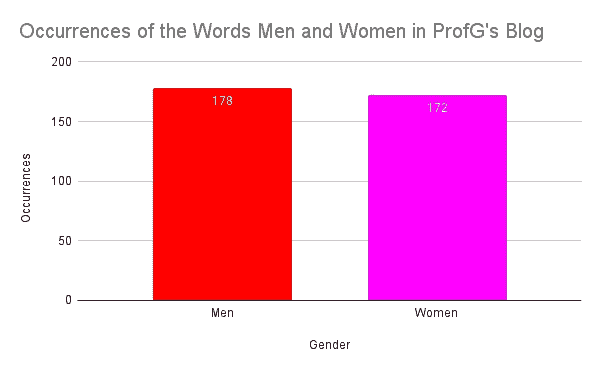 Occurrences of the Words Men and Women in ProfG's Blog
200
178
172
150
100
50
0
Occurrences
Men
Women
Gender